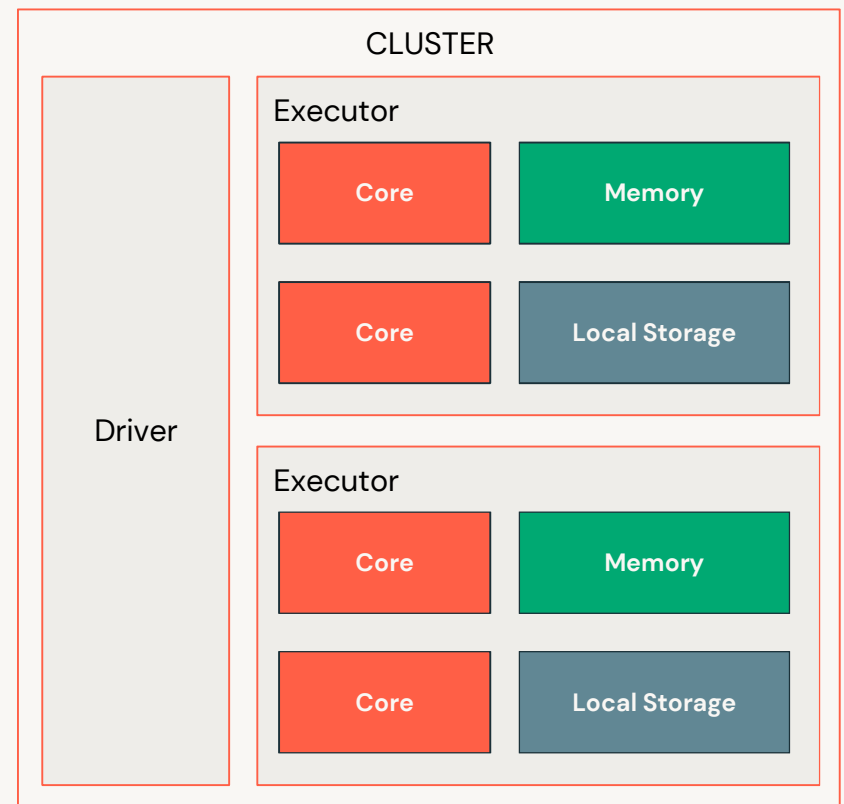 CLUSTER
Driver
Executor
Core
Memory
Core
Local Storage
Executor
Core
Memory
Core
Local Storage